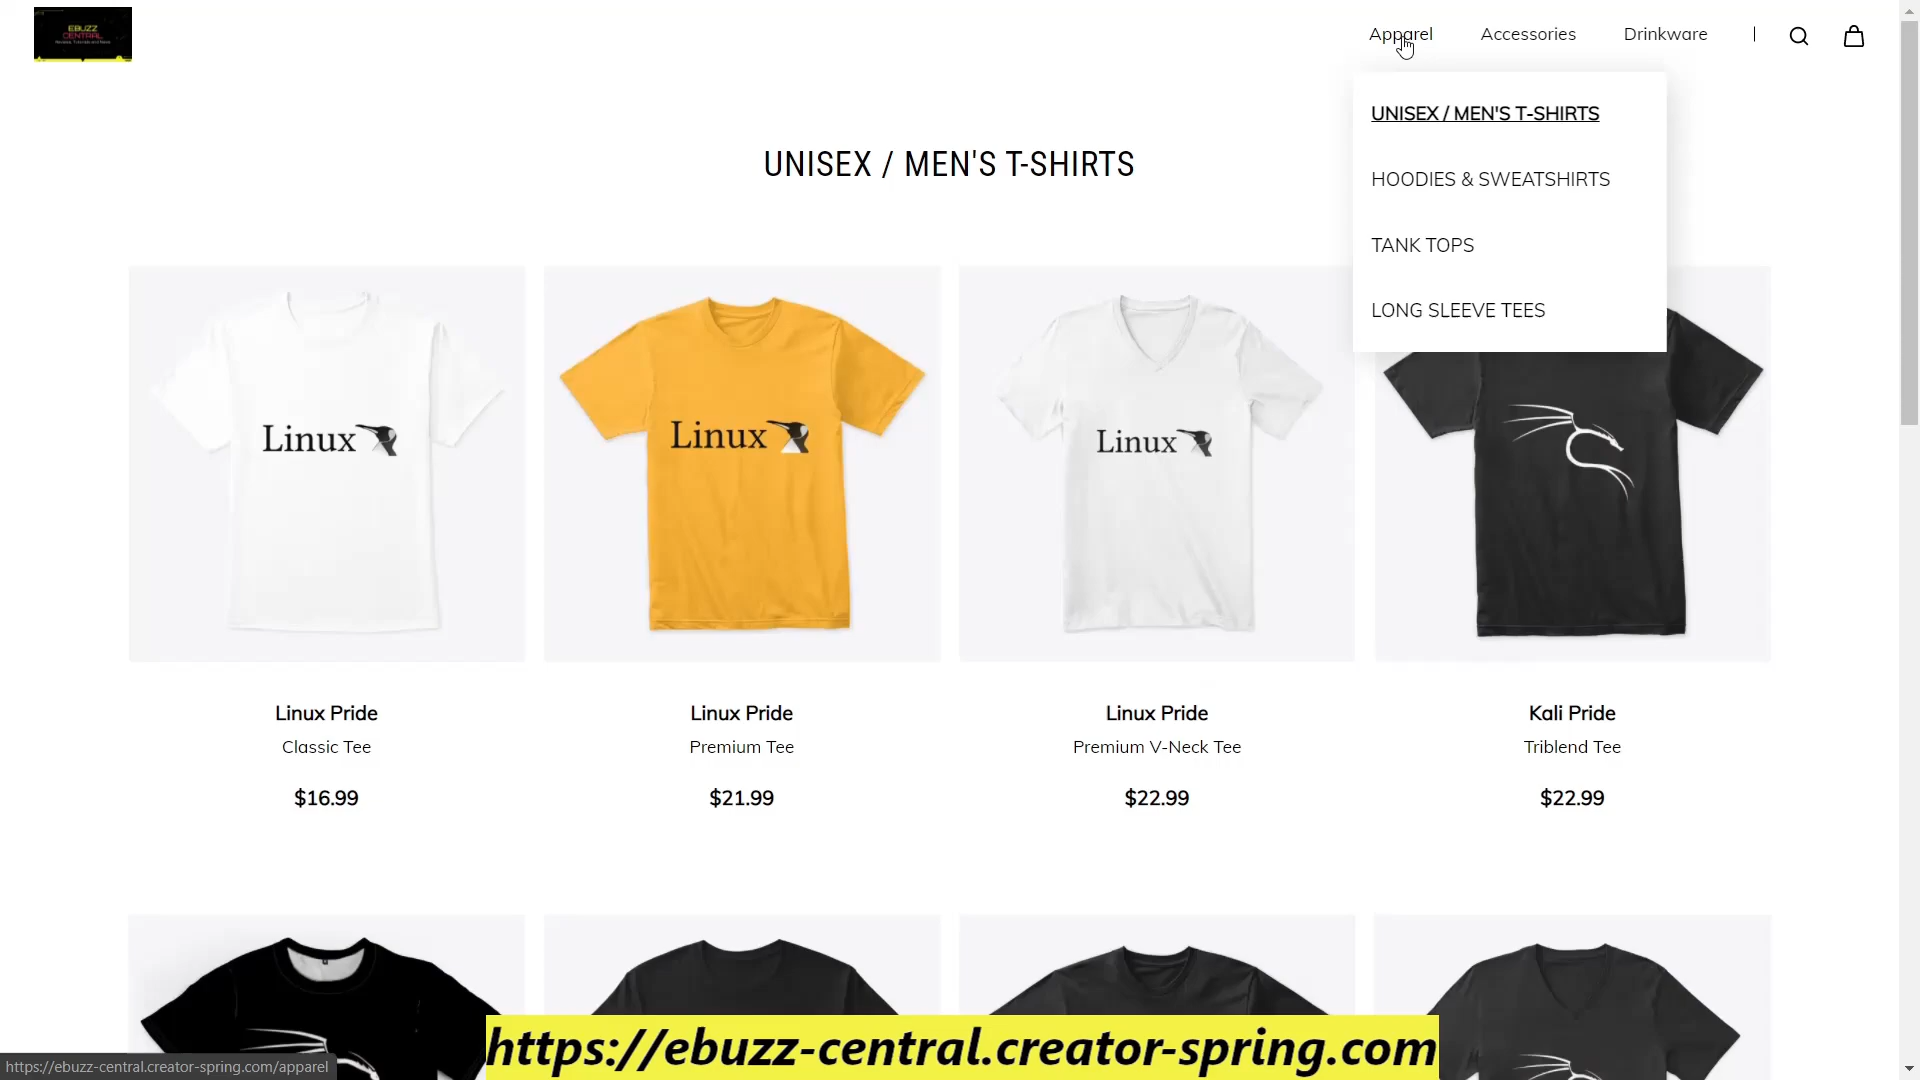 EBUZZ
CENTRAL
Apparel
Accessories
Drinkware
UNISEX / MEN'S T-SHIRTS
HOODIES & SWEATSHIRTS
TANK TOPS
LONG SLEEVE TEES
UNISEX / MEN'S T-SHIRTS
Linux
Linux
Linux
Linux Pride
Classic Tee
$16.99
Linux Pride
Premium Tee
$21.99
Linux Pride
Premium V-Neck Tee
$22.99
Kali Pride
Triblend Tee
$22.99
https://ebuzz-central.creator-spring.com
https://ebuzz-central.creator-spring.com/apparel